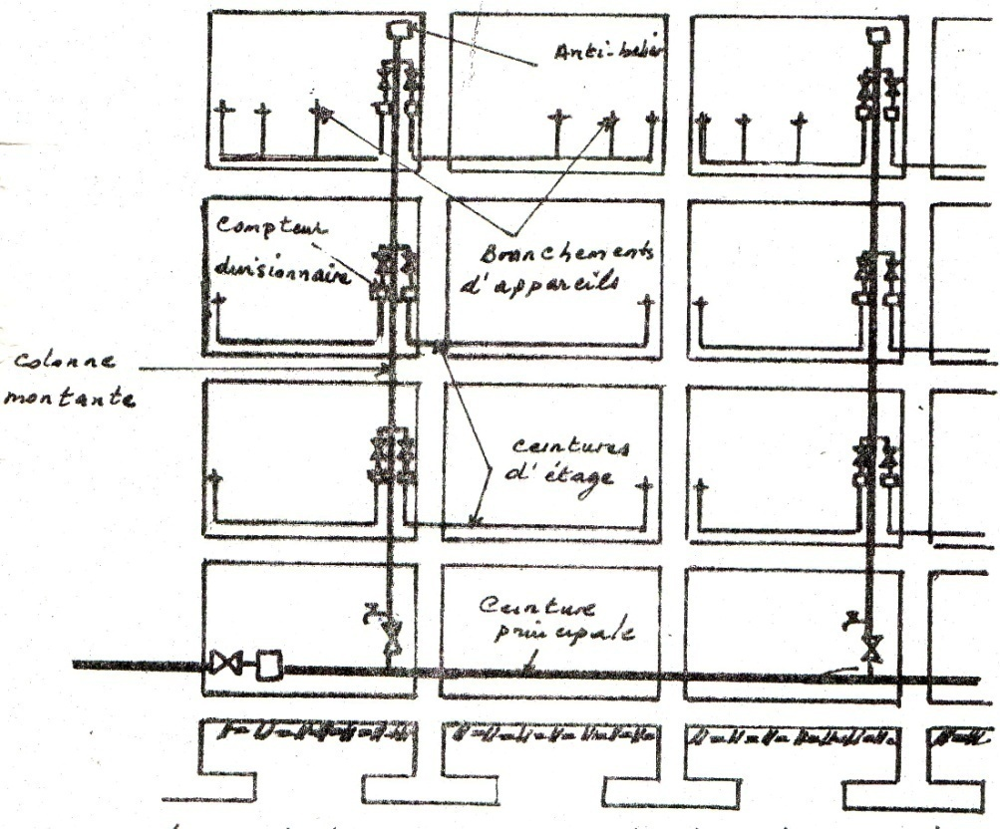 Anti-bélier
Compteur
divisionnaire
Branchements
d'appareils
colonne
montante
ceintures
d'étage
Ceinture
principale